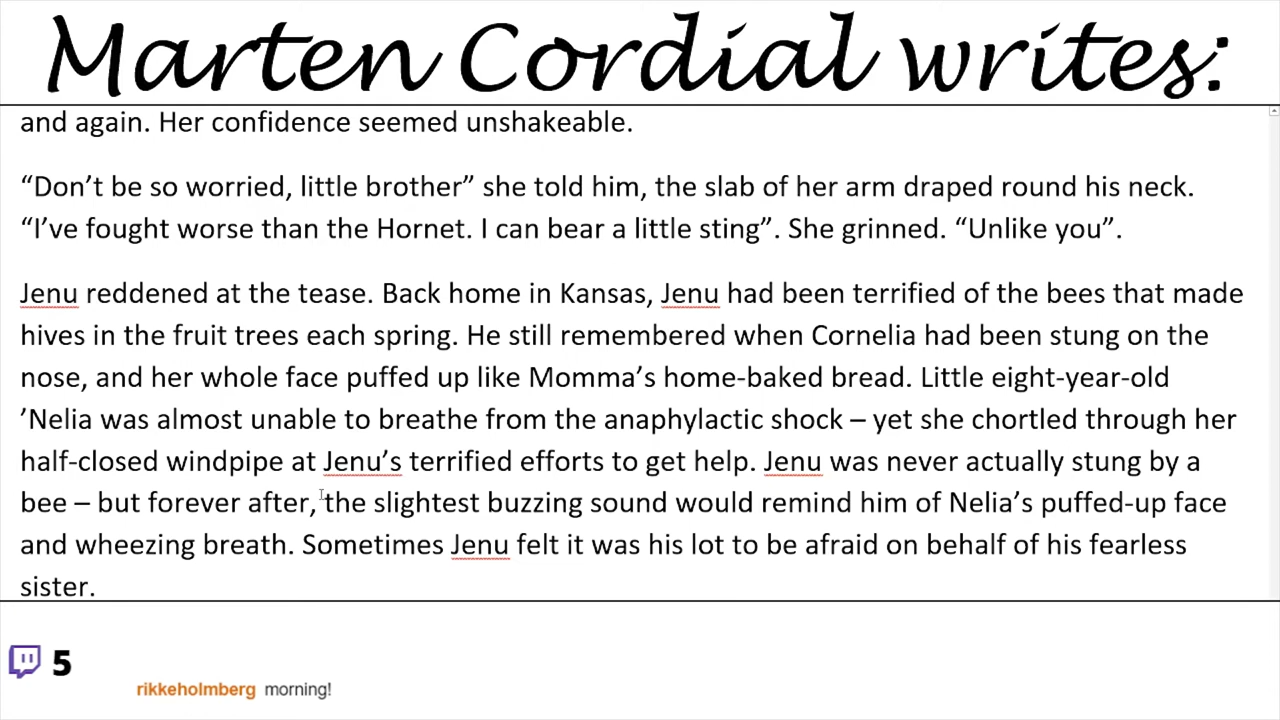 Marten Cordial writes:
and again. Her confidence seemed unshakeable.
“Don’t be so worried, little brother” she told him, the slab of her arm draped round his neck.
“I’ve fought worse than the Hornet. I can bear a little sting”. She grinned. “Unlike you”.
Jenu reddened at the tease. Back home in Kansas, Jenu had been terrified of the bees that made
hives in the fruit trees each spring. He still remembered when Cornelia had been stung on the
nose, and her whole face puffed up like Momma’s home-baked bread. Little eight-year-old
’Nelia was almost unable to breathe from the anaphylactic shock – yet she chortled through her
half-closed windpipe at Jenu’s terrified efforts to get help. Jenu was never actually stung by a
bee – but forever after, the slightest buzzing sound would remind him of Nelia’s puffed-up face
and wheezing breath. Sometimes Jenu felt it was his lot to be afraid on behalf of his fearless
sister.
5
rikkeholmberg morning!